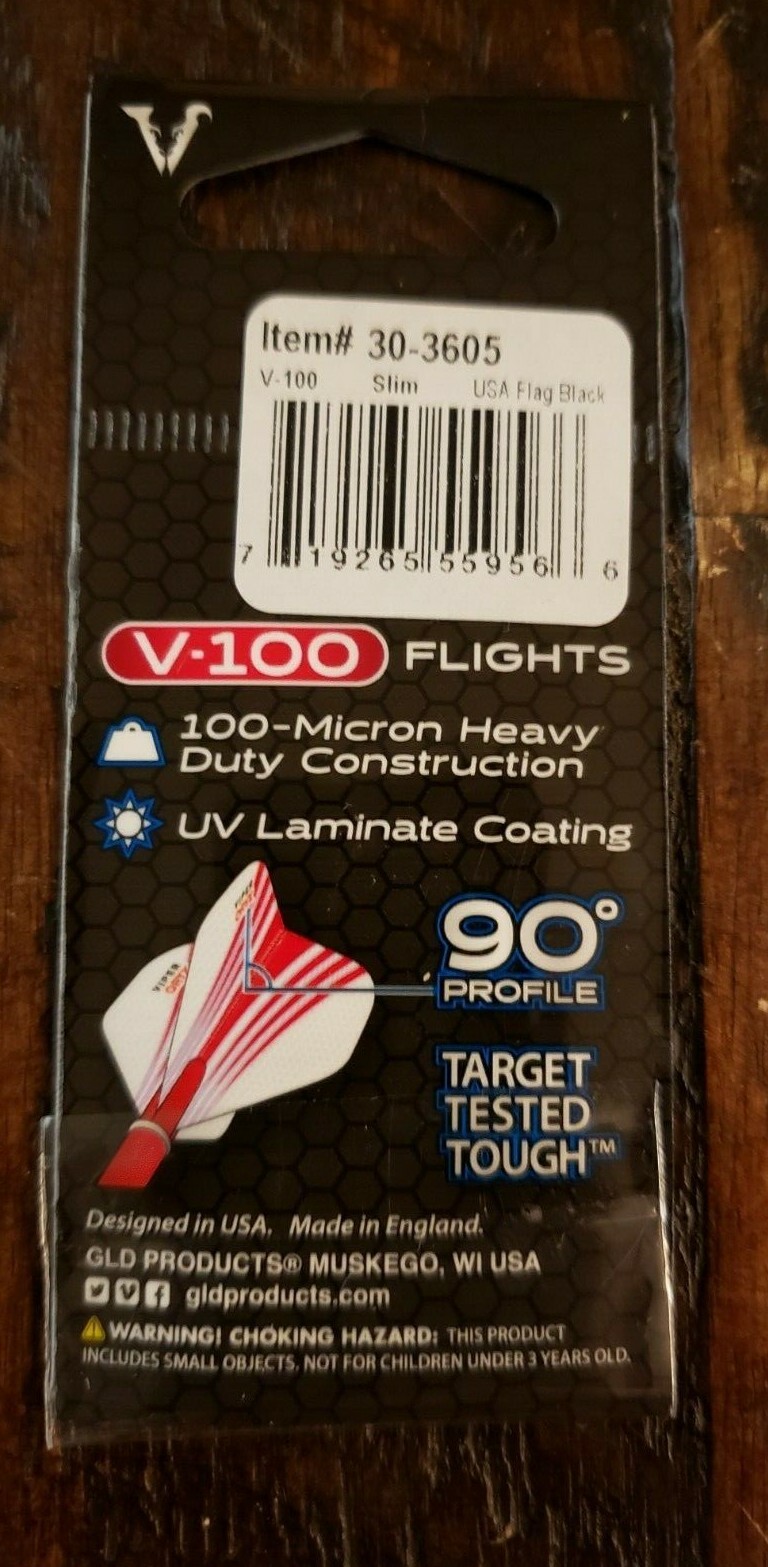 Item# 30-3605
V-100 Slim USA Flag Black
7 19265 55956 6
V-100 FLIGHTS
100-Micron Heavy
Duty Construction
UV Laminate Coating
VIPER
90°
PROFILE
TARGET
TESTED
TOUGH™
Designed in USA. Made in England.
GLD PRODUCTS® MUSKEGO, WI USA
gldproducts.com
WARNING! CHOKING HAZARD: THIS PRODUCT
INCLUDES SMALL OBJECTS, NOT FOR CHILDREN UNDER 3 YEARS OLD.